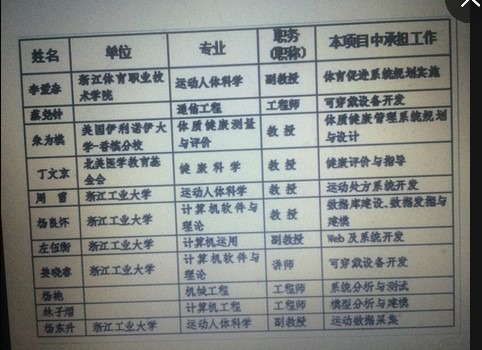 姓名 单位 专业 职务 本项目中承担工作
(职称)
李爱春 浙江体育职业技 运动人体科学 副教授 体育促进系统规划实施
术学院
通信工程 工程师 可穿戴设备开发
朱为模 美国伊利诺伊大 体质健康测量 教授 体质健康管理系统规划
学-香槟分校 与评价 与设计
丁文京 北美医学教育基 健康科学 教授 健康评价与指导
金会
周雷 浙江工业大学 运动人体科学 教授 运动处方系统开发
杨良怀 浙江工业大学 计算机软件与 教授 数据库建设、数据发掘与
理论 建模
左伍衡 浙江工业大学 计算机运用 副教授 Web及系统开发
姜晓睿 浙江工业大学 计算机软件与 讲师 可穿戴设备开发
理论
杨艳 机械工程 工程师 系统分析与测试
林子熠 计算机工程 工程师 模型分析与建模
杨东升 浙江工业大学 运动人体科学 副教授 运动数据采集